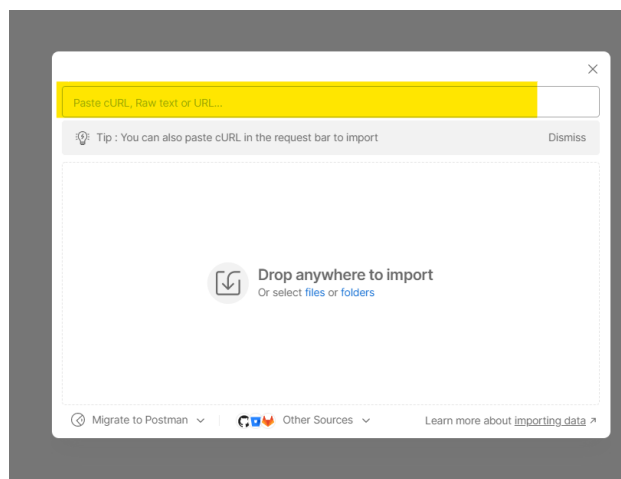 Paste cURL, Raw text or URL...
Tip : You can also paste cURL in the request bar to import Dismiss
Drop anywhere to import
Or select files or folders
Migrate to Postman Other Sources Learn more about importing data